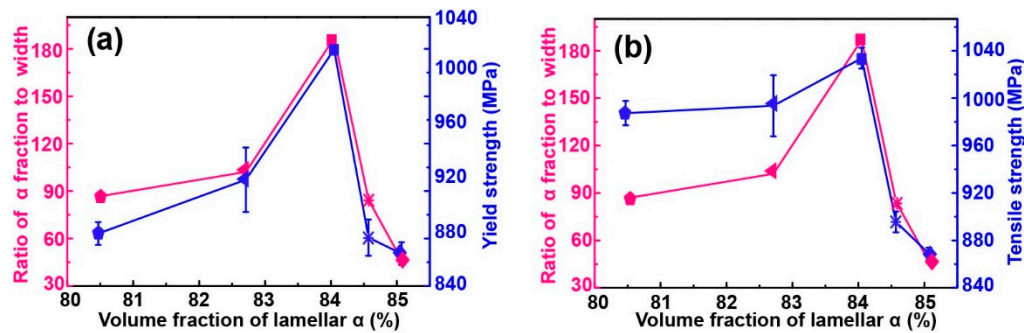 (a)
Ratio of α fraction to width
180
150
120
90
60
30
1040
1000
960
920
880
840
Yield strength (MPa)
80 81 82 83 84 85
Volume fraction of lamellar α (%)
(b)
Ratio of α fraction to width
180
150
120
90
60
30
1040
1000
960
920
880
840
Tensile strength (MPa)
80 81 82 83 84 85
Volume fraction of lamellar α (%)